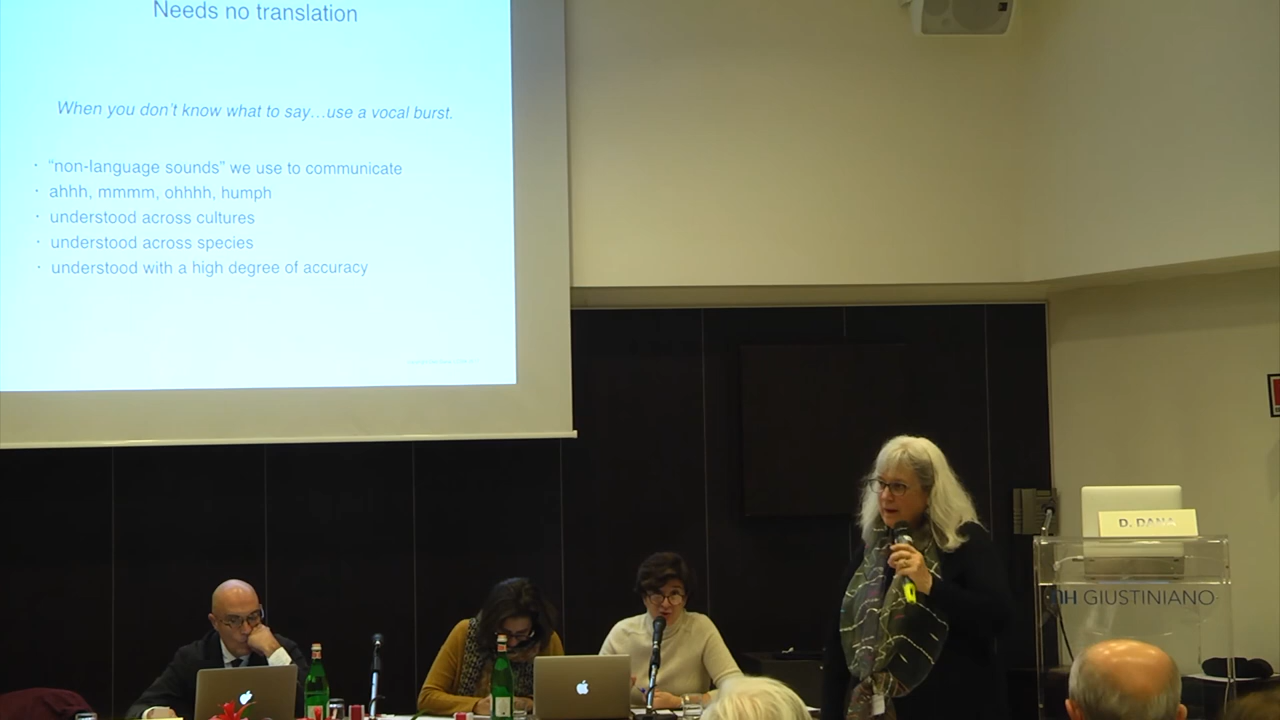 Needs no translation
When you don't know what to say…use a vocal burst.
· "non-language sounds" we use to communicate
· ahhh, mmmm, ohhhh, humph
· understood across cultures
· understood across species
· understood with a high degree of accuracy
D. DANA
NH GIUSTINIANO